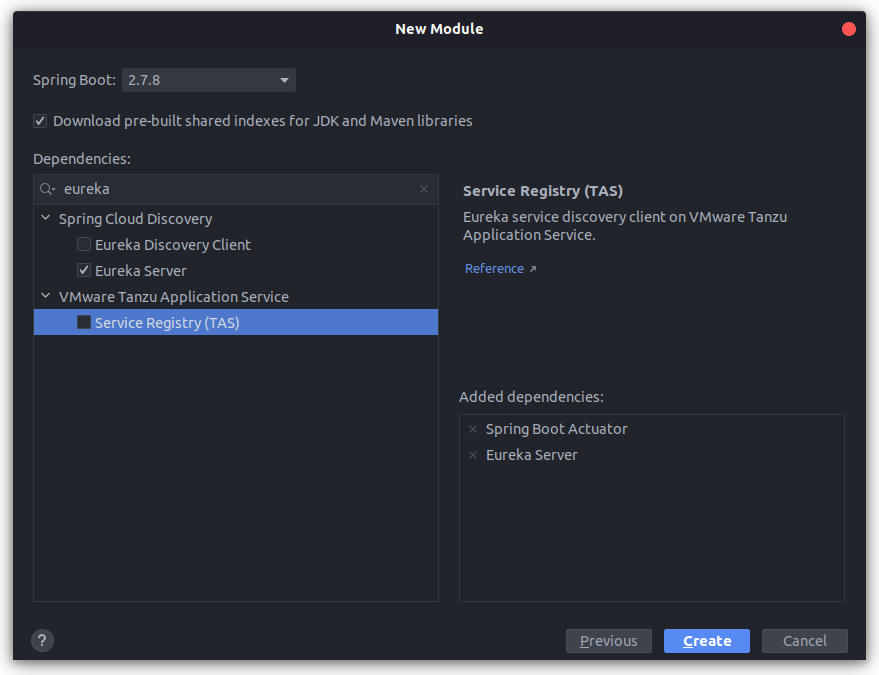 New Module
Spring Boot: 2.7.8
Download pre-built shared indexes for JDK and Maven libraries
Dependencies:
eureka
Spring Cloud Discovery
Eureka Discovery Client
Eureka Server
VMware Tanzu Application Service
Service Registry (TAS)
Service Registry (TAS)
Eureka service discovery client on VMware Tanzu
Application Service.
Reference ↗
Added dependencies:
× Spring Boot Actuator
× Eureka Server
?
Previous
Create
Cancel